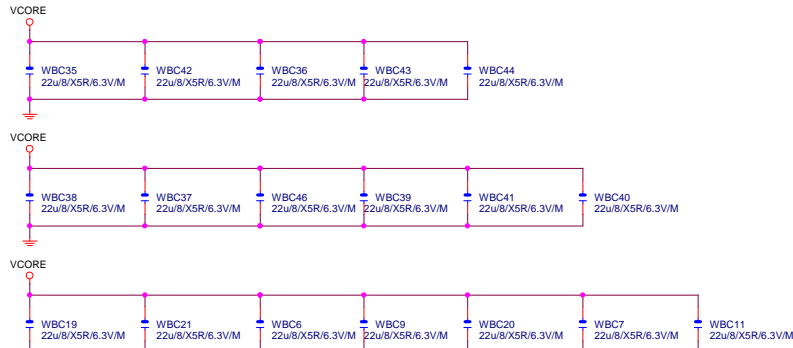 VCORE
WBC35 WBC42 WBC36 WBC43 WBC44
22u/8/X5R/6.3V/M 22u/8/X5R/6.3V/M 22u/8/X5R/6.3V/M 22u/8/X5R/6.3V/M 22u/8/X5R/6.3V/M
VCORE
WBC38 WBC37 WBC46 WBC39 WBC41 WBC40
22u/8/X5R/6.3V/M 22u/8/X5R/6.3V/M 22u/8/X5R/6.3V/M 22u/8/X5R/6.3V/M 22u/8/X5R/6.3V/M 22u/8/X5R/6.3V/M
VCORE
WBC19 WBC21 WBC6 WBC9 WBC20 WBC7 WBC11
22u/8/X5R/6.3V/M 22u/8/X5R/6.3V/M 22u/8/X5R/6.3V/M 22u/8/X5R/6.3V/M 22u/8/X5R/6.3V/M 22u/8/X5R/6.3V/M 22u/8/X5R/6.3V/M